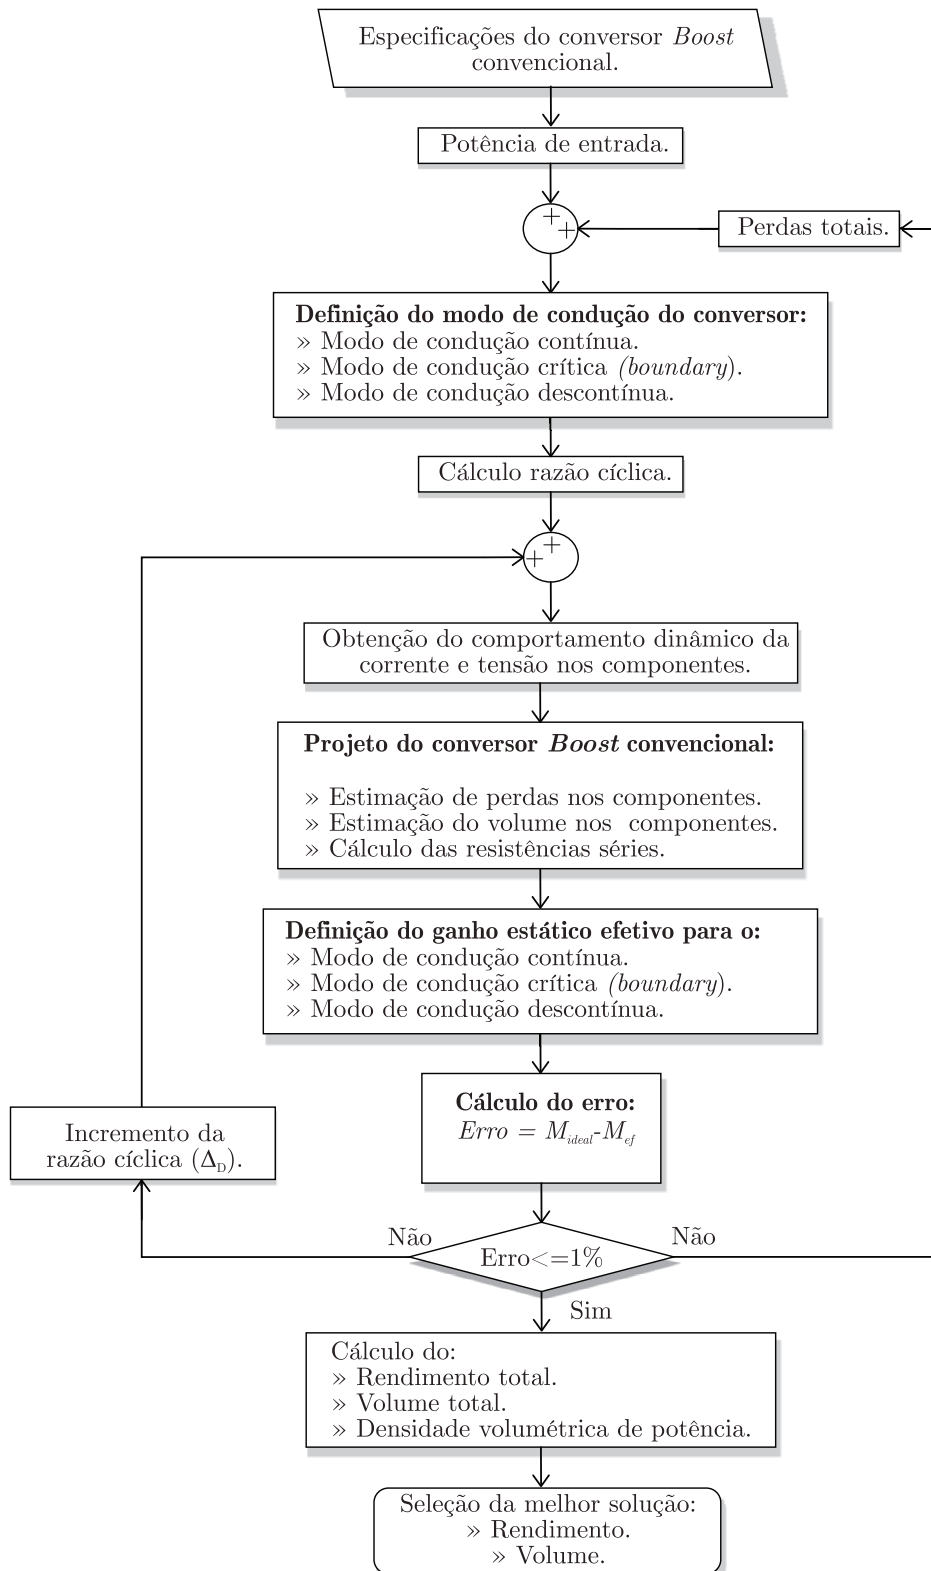 Especificações do conversor Boost
convencional.
Potência de entrada.
+
+
Perdas totais.
Definição do modo de condução do conversor:
» Modo de condução contínua.
» Modo de condução crítica (boundary).
» Modo de condução descontínua.
Cálculo razão cíclica.
+
+
Obtenção do comportamento dinâmico da
corrente e tensão nos componentes.
Projeto do conversor Boost convencional:
» Estimação de perdas nos componentes.
» Estimação do volume nos componentes.
» Cálculo das resistências séries.
Definição do ganho estático efetivo para o:
» Modo de condução contínua.
» Modo de condução crítica (boundary).
» Modo de condução descontínua.
Cálculo do erro:
Erro = M_ideal-M_ef
Incremento da
razão cíclica (Δ_D).
Não
Erro<=1%
Não
Sim
Cálculo do:
» Rendimento total.
» Volume total.
» Densidade volumétrica de potência.
Seleção da melhor solução:
» Rendimento.
» Volume.